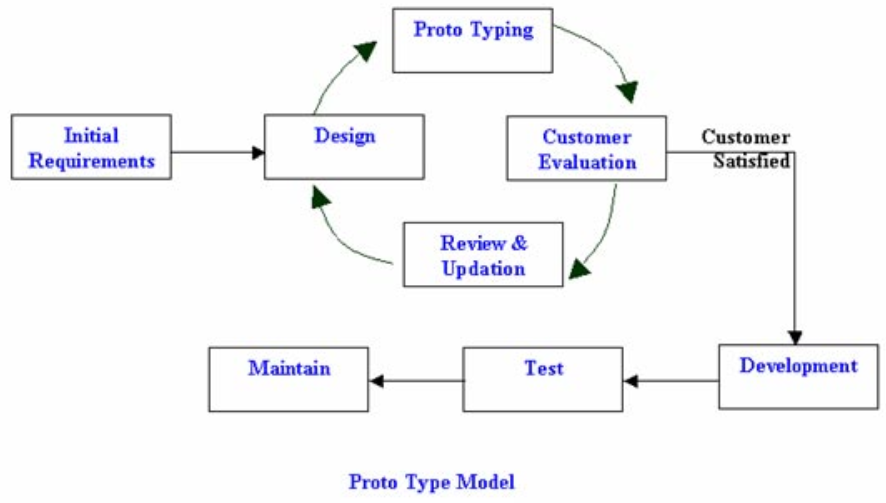 Proto Typing
Initial
Requirements
Design
Customer
Evaluation
Customer
Satisfied
Review &
Updation
Maintain
Test
Development
Proto Type Model